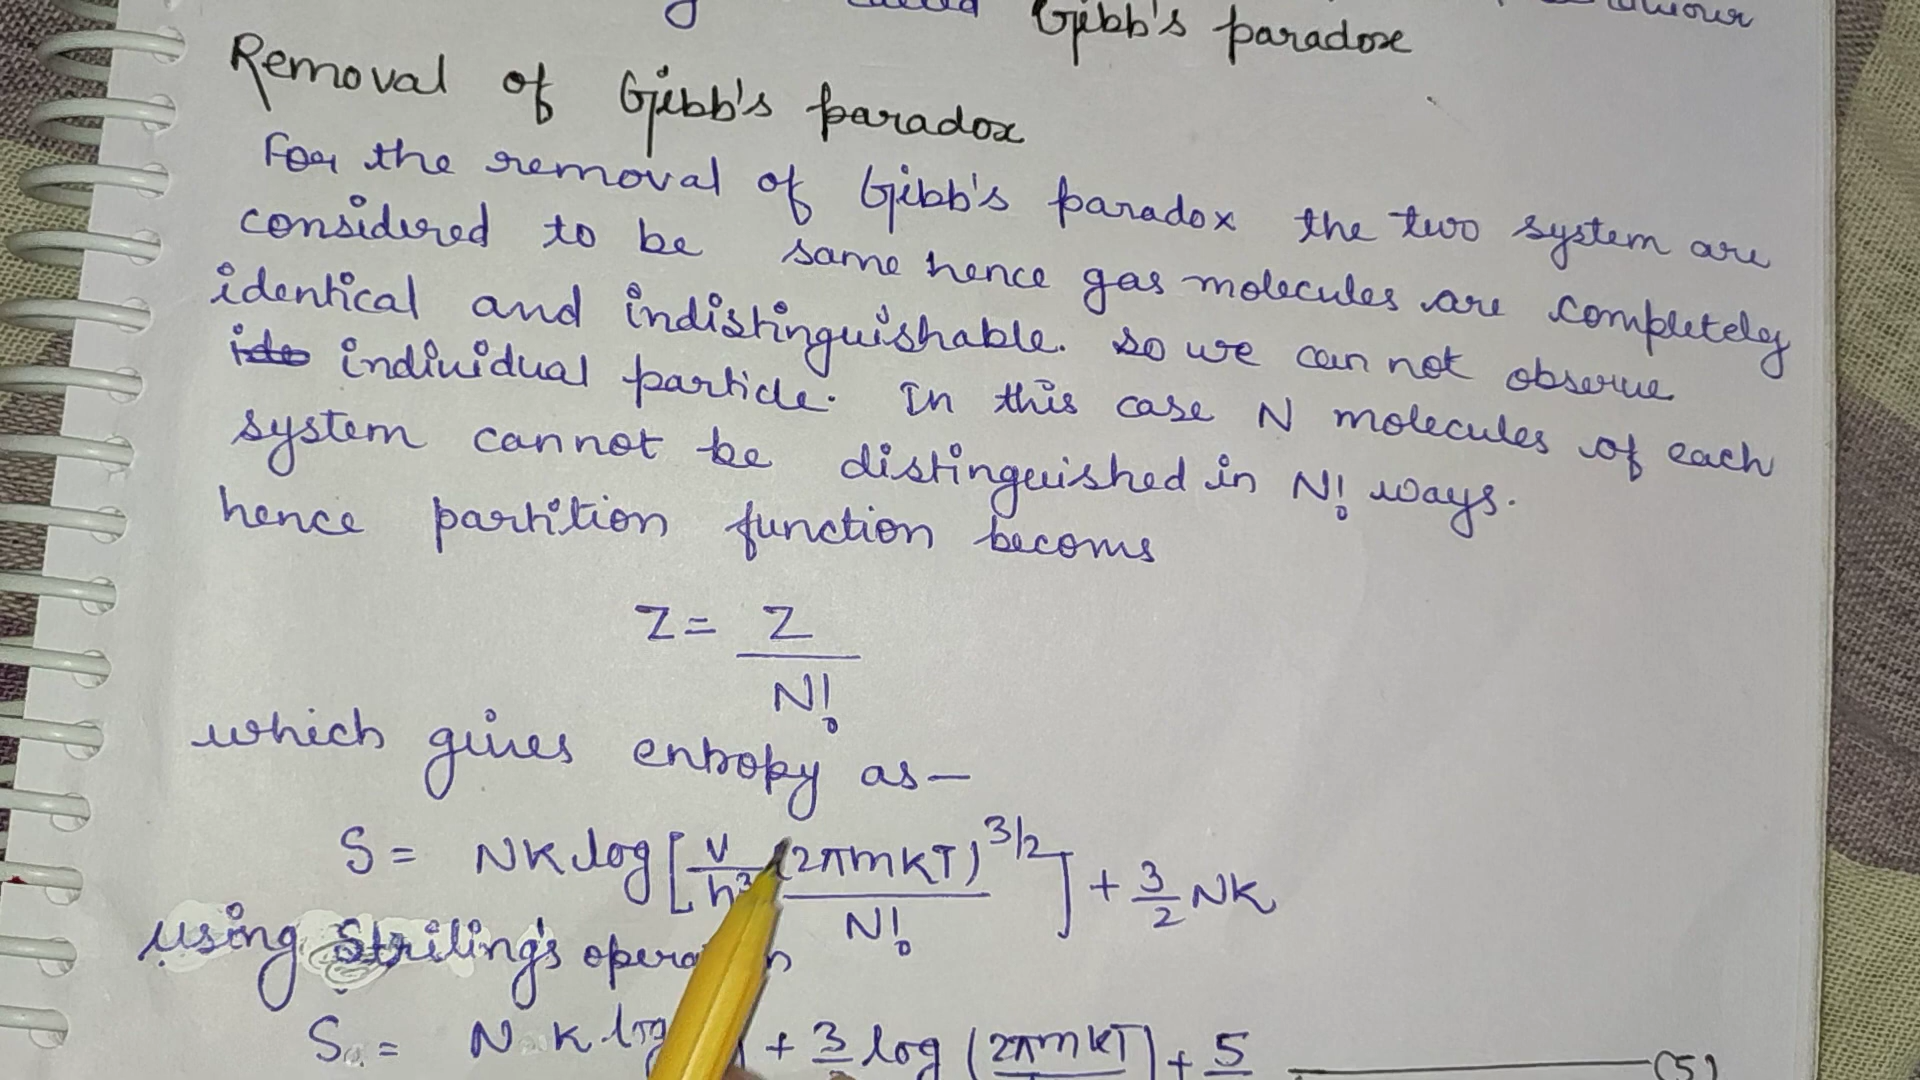 Gibb's paradox
Removal of Gibb's paradox
For the removal of Gibb's paradox the two system are
considered to be same hence gas molecules are completely
identical and indistinguishable. so we can not observe
individual particle. In this case N molecules of each
system cannot be distinguished in N! ways.
hence partition function becoms
Z = Z / N!
which gives entropy as—
S = NK log [V/h³ (2πmKT)^3/2 / N!] + 3/2 NK
using Strilings
S = N K log + 3 log (2πmKT) + 5 (5)